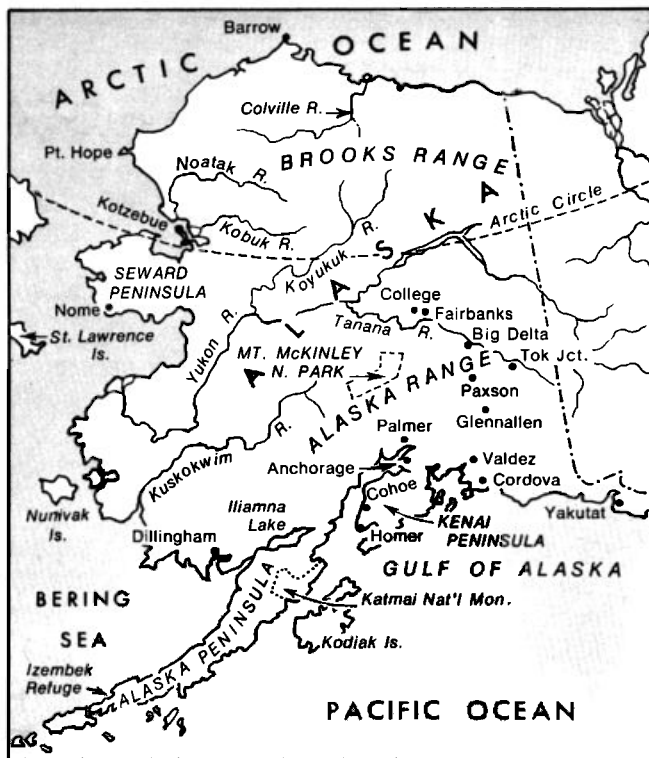 Barrow
ARCTIC OCEAN
Colville R.
Pt. Hope
Noatak R.
BROOKS RANGE
Kotzebue
Kobuk R.
Koyukuk R.
Arctic Circle
ALASKA
SEWARD
PENINSULA
Nome
St. Lawrence
Is.
Yukon R.
College
Fairbanks
Tanana R.
Big Delta
Tok Jct.
MT. McKINLEY
N. PARK
ALASKA RANGE
Paxson
Glennallen
Kuskokwim R.
Palmer
Anchorage
Valdez
Cordova
Yakutat
Nunivak
Is.
Iliamna
Lake
Cohoe
Dillingham
Homer
KENAI
PENINSULA
GULF OF ALASKA
BERING
SEA
Katmai Nat'l Mon.
Kodiak Is.
ALASKA PENINSULA
Izembek
Refuge
PACIFIC OCEAN